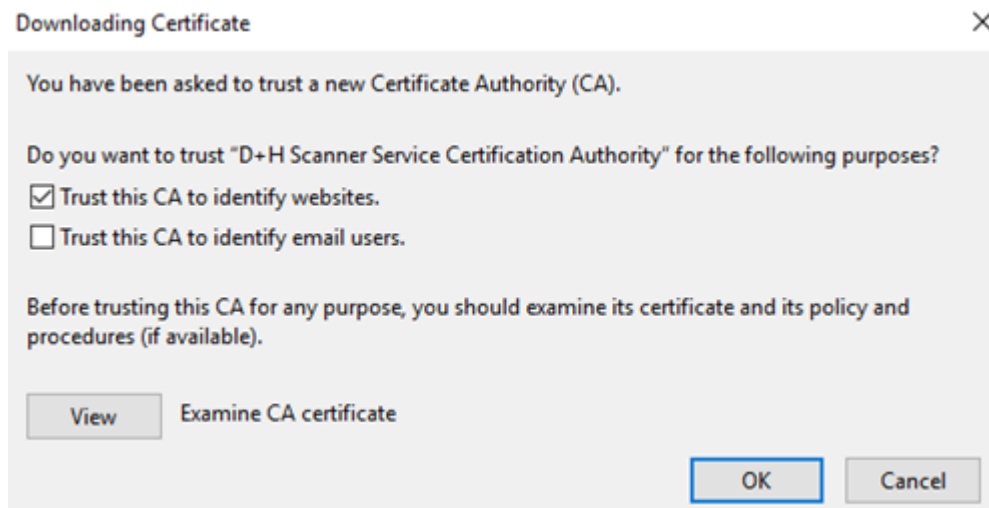 Downloading Certificate
You have been asked to trust a new Certificate Authority (CA).
Do you want to trust “D+H Scanner Service Certification Authority” for the following purposes?
Trust this CA to identify websites.
Trust this CA to identify email users.
Before trusting this CA for any purpose, you should examine its certificate and its policy and
procedures (if available).
View Examine CA certificate
OK Cancel